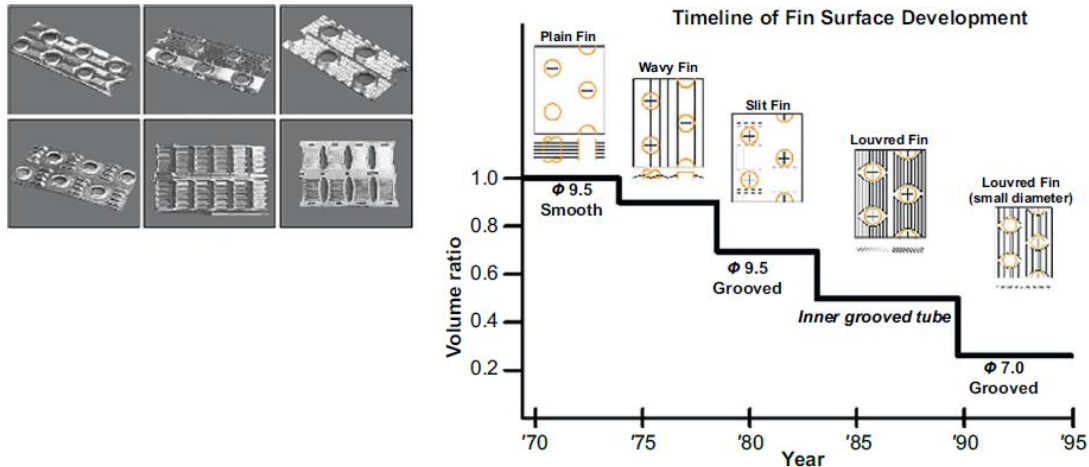 Timeline of Fin Surface Development
Plain Fin
Wavy Fin
Slit Fin
Louvred Fin
Louvred Fin
(small diameter)
Volume ratio
1.0
0.8
0.6
0.4
0.2
Φ 9.5
Smooth
Φ 9.5
Grooved
Inner grooved tube
Φ 7.0
Grooved
'70
'75
'80
'85
'90
'95
Year